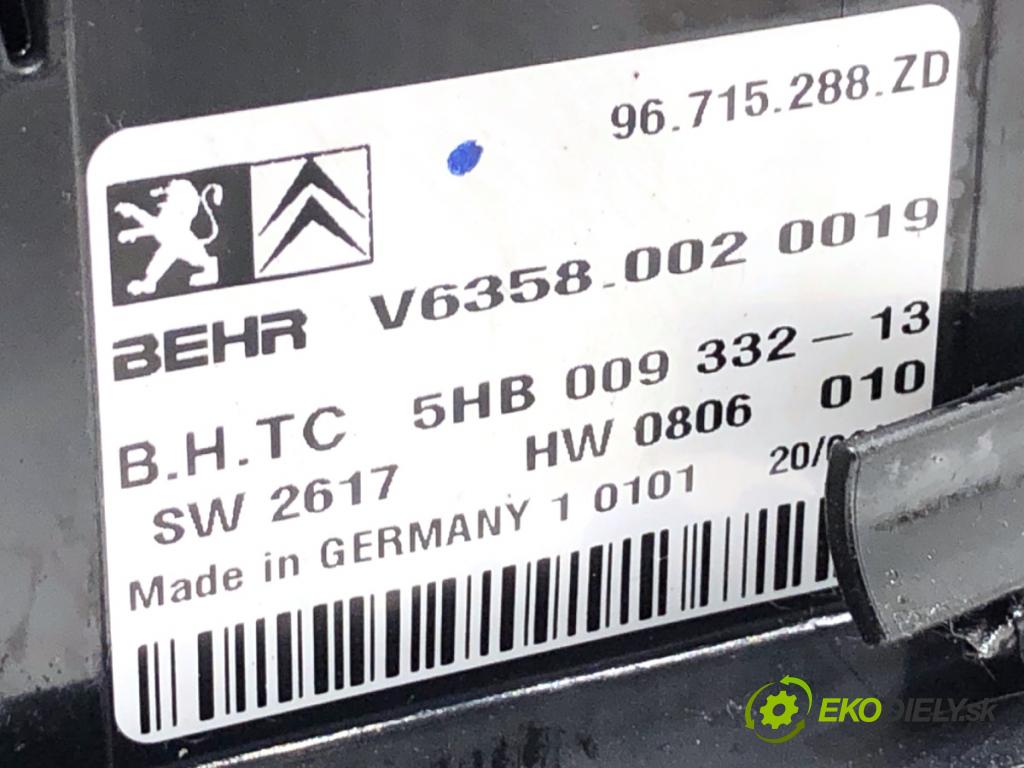 96.715.288.ZD
BEHR V6358.002 0019
B.H.TC 5HB 009 332-13
SW 2617 HW 0806 010
Made in GERMANY 1 0101
EKODIELY.sk